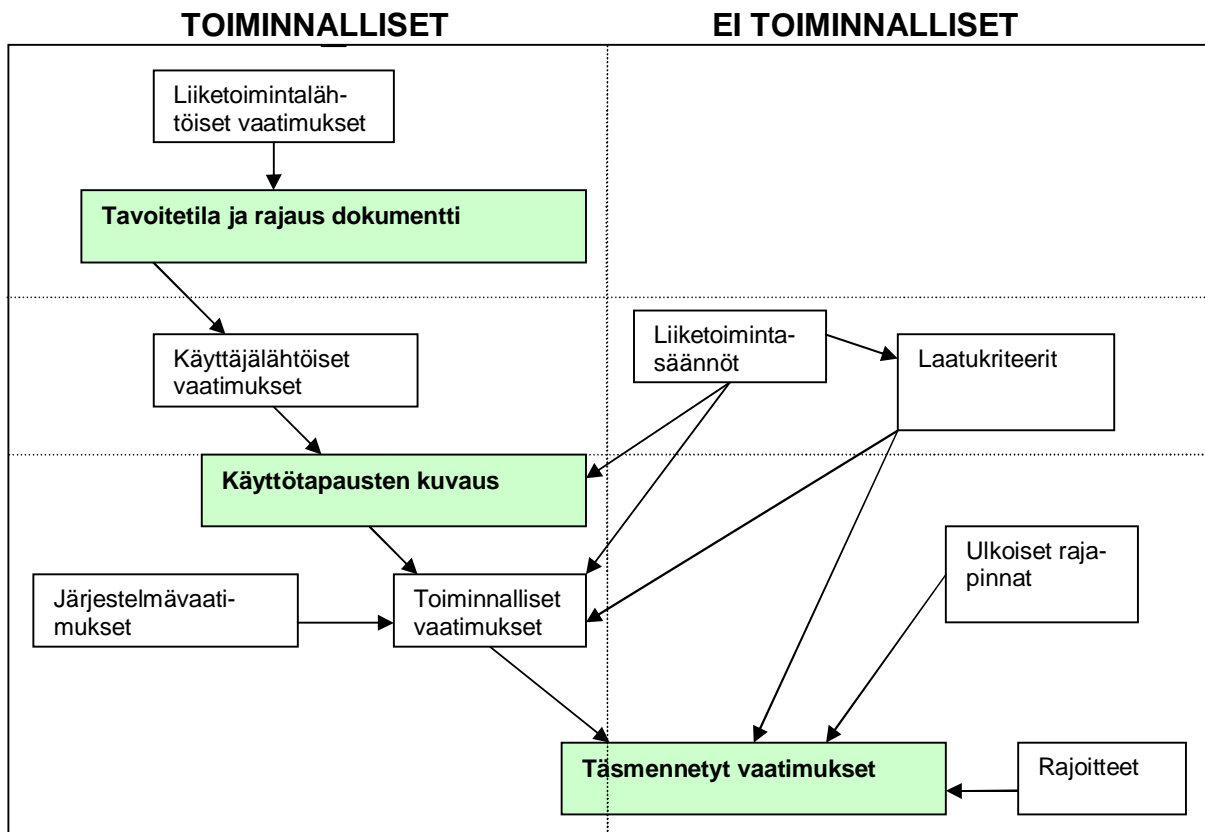 TOIMINNALLISET
EI TOIMINNALLISET
Liiketoimintaläh-
töiset vaatimukset
Tavoitetila ja rajaus dokumentti
Käyttäjälähtöiset
vaatimukset
Liiketoiminta-
säännöt
Laatukriteerit
Käyttötapausten kuvaus
Järjestelmävaati-
mukset
Toiminnalliset
vaatimukset
Ulkoiset raja-
pinnat
Täsmennetyt vaatimukset
Rajoitteet